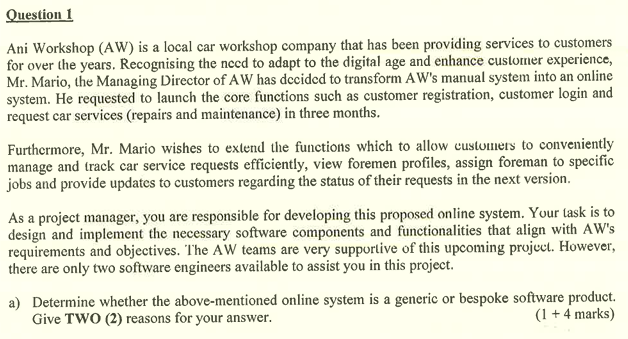 Question 1
Ani Workshop (AW) is a local car workshop company that has been providing services to customers
for over the years. Recognising the need to adapt to the digital age and enhance customer experience,
Mr. Mario, the Managing Director of AW has decided to transform AW's manual system into an online
system. He requested to launch the core functions such as customer registration, customer login and
request car services (repairs and maintenance) in three months.
Furthermore, Mr. Mario wishes to extend the functions which to allow customers to conveniently
manage and track car service requests efficiently, view foremen profiles, assign foreman to specific
jobs and provide updates to customers regarding the status of their requests in the next version.
As a project manager, you are responsible for developing this proposed online system. Your task is to
design and implement the necessary software components and functionalities that align with AW's
requirements and objectives. The AW teams are very supportive of this upcoming project. However,
there are only two software engineers available to assist you in this project.
a) Determine whether the above-mentioned online system is a generic or bespoke software product.
Give TWO (2) reasons for your answer. (1 + 4 marks)